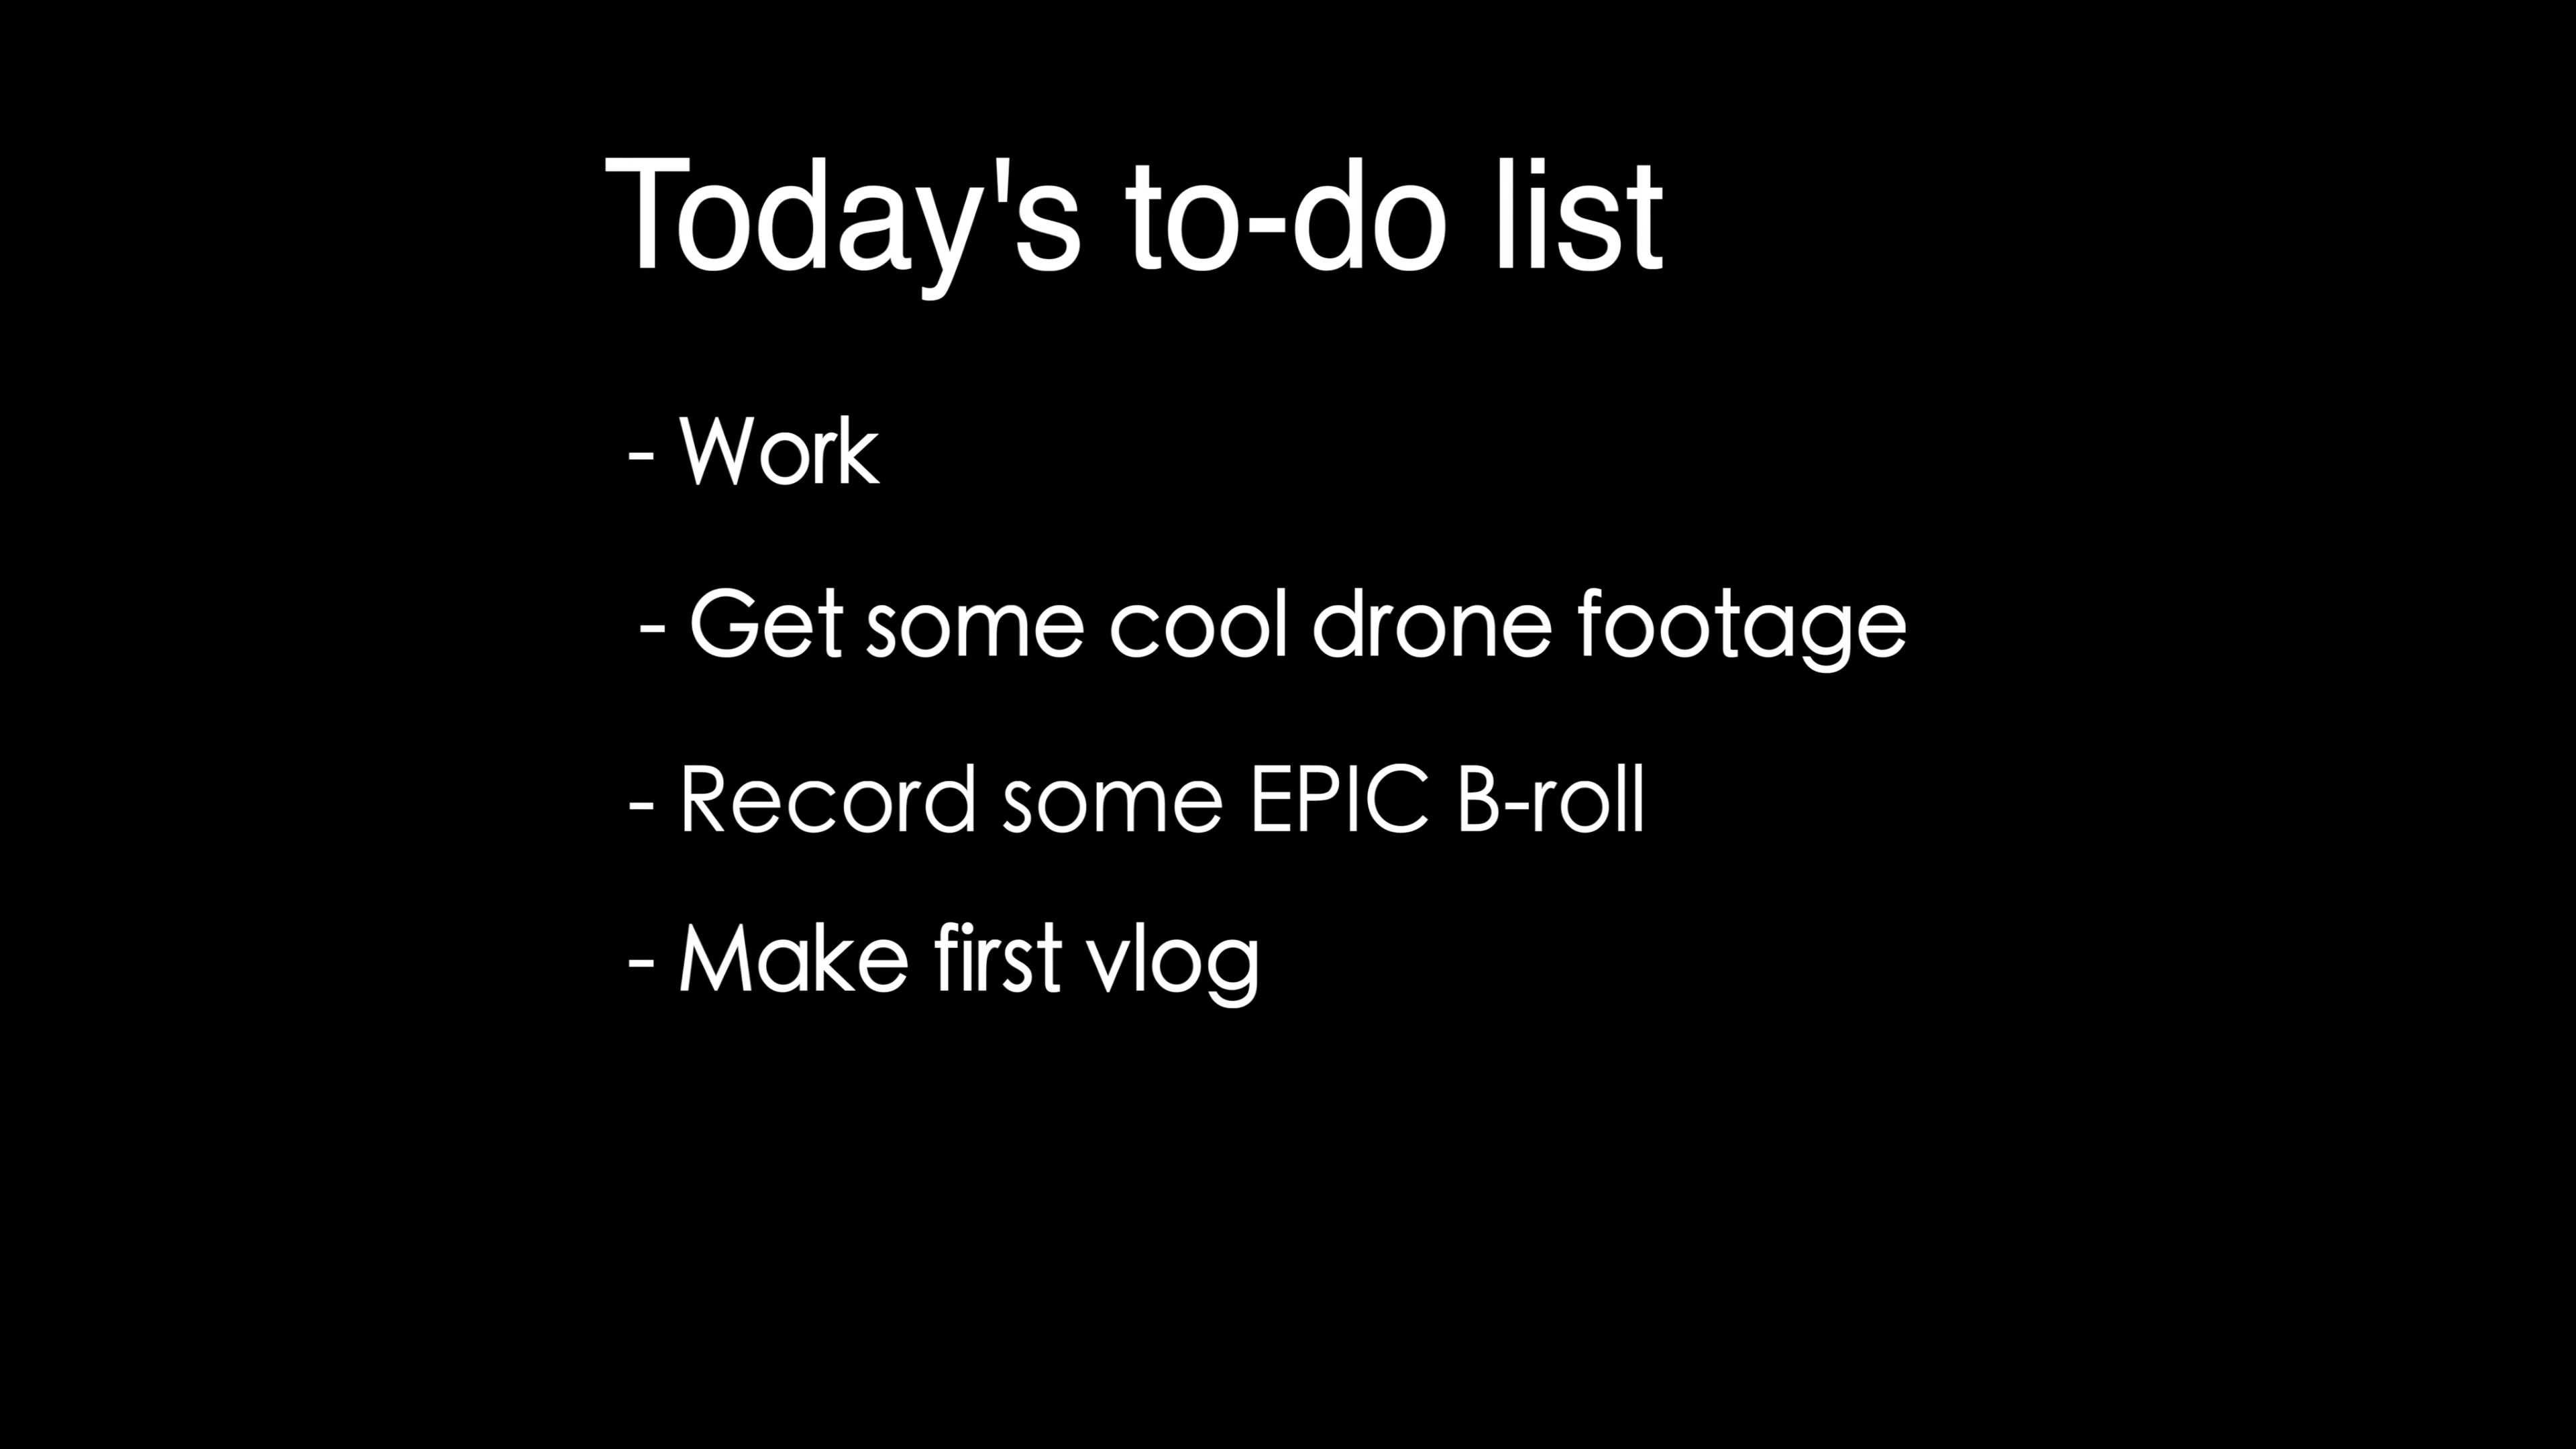 Today's to-do list
- Work
- Get some cool drone footage
- Record some EPIC B-roll
- Make first vlog